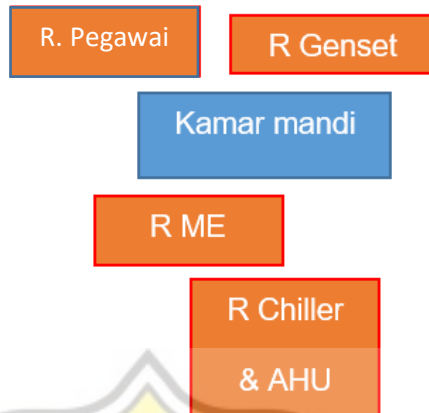 R. Pegawai
R Genset
Kamar mandi
R ME
R Chiller
& AHU